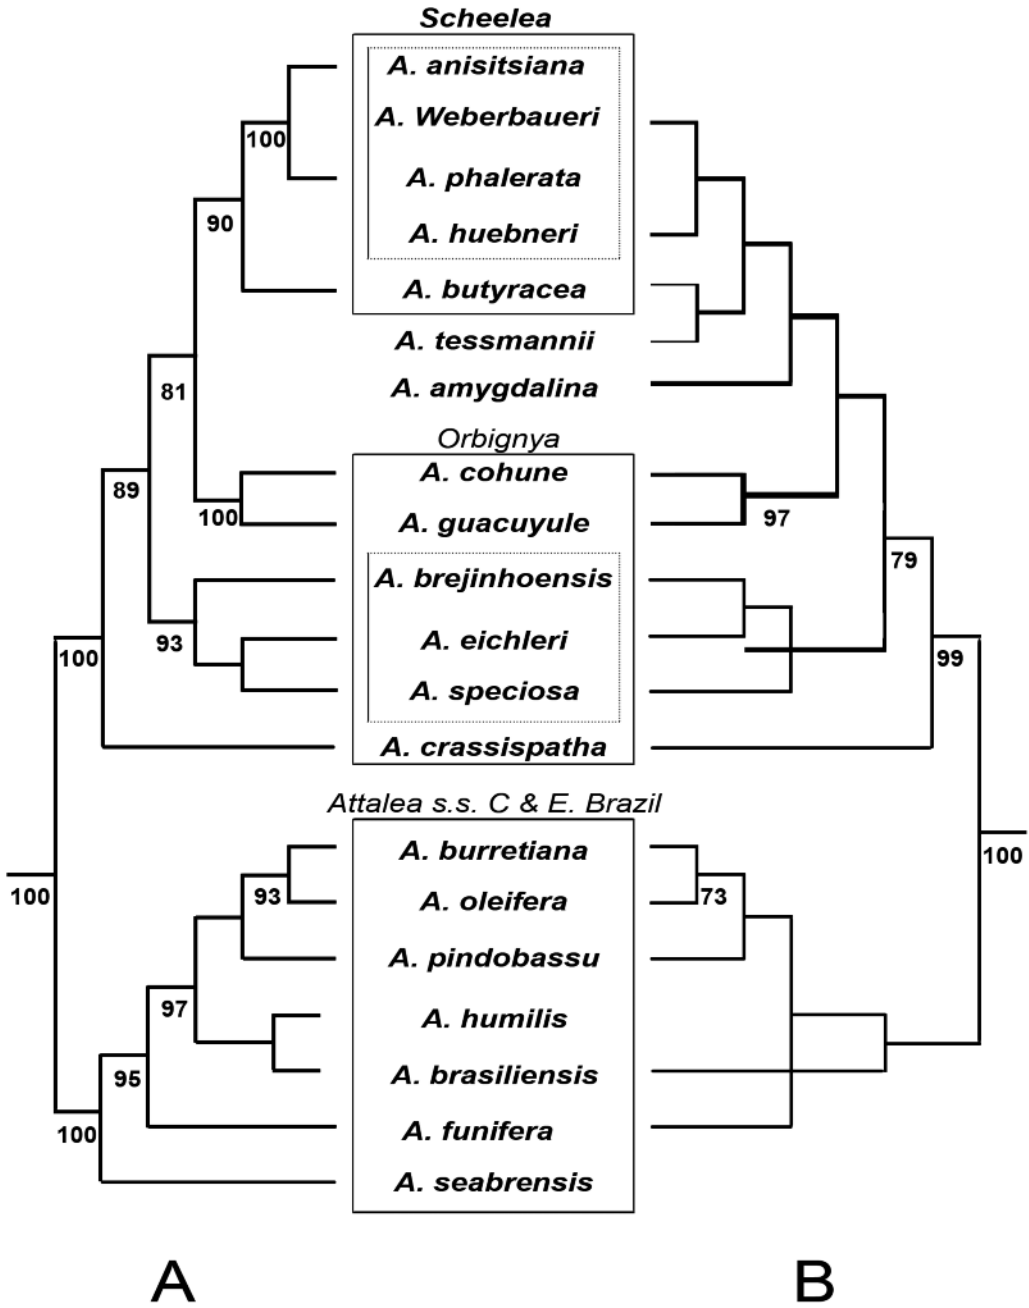 Scheelea
A. anisitsiana
A. Weberbaueri
100
A. phalerata
90
A. huebneri
A. butyracea
A. tessmannii
81
A. amygdalina
Orbignya
A. cohune
89
100
A. guacuyule
97
79
A. brejinhoensis
93
A. eichleri
100
99
A. speciosa
A. crassispatha
Attalea s.s. C & E. Brazil
A. burretiana
100
100
93
A. oleifera
73
A. pindobassu
97
A. humilis
95
A. brasiliensis
100
A. funifera
A. seabrensis
A
B